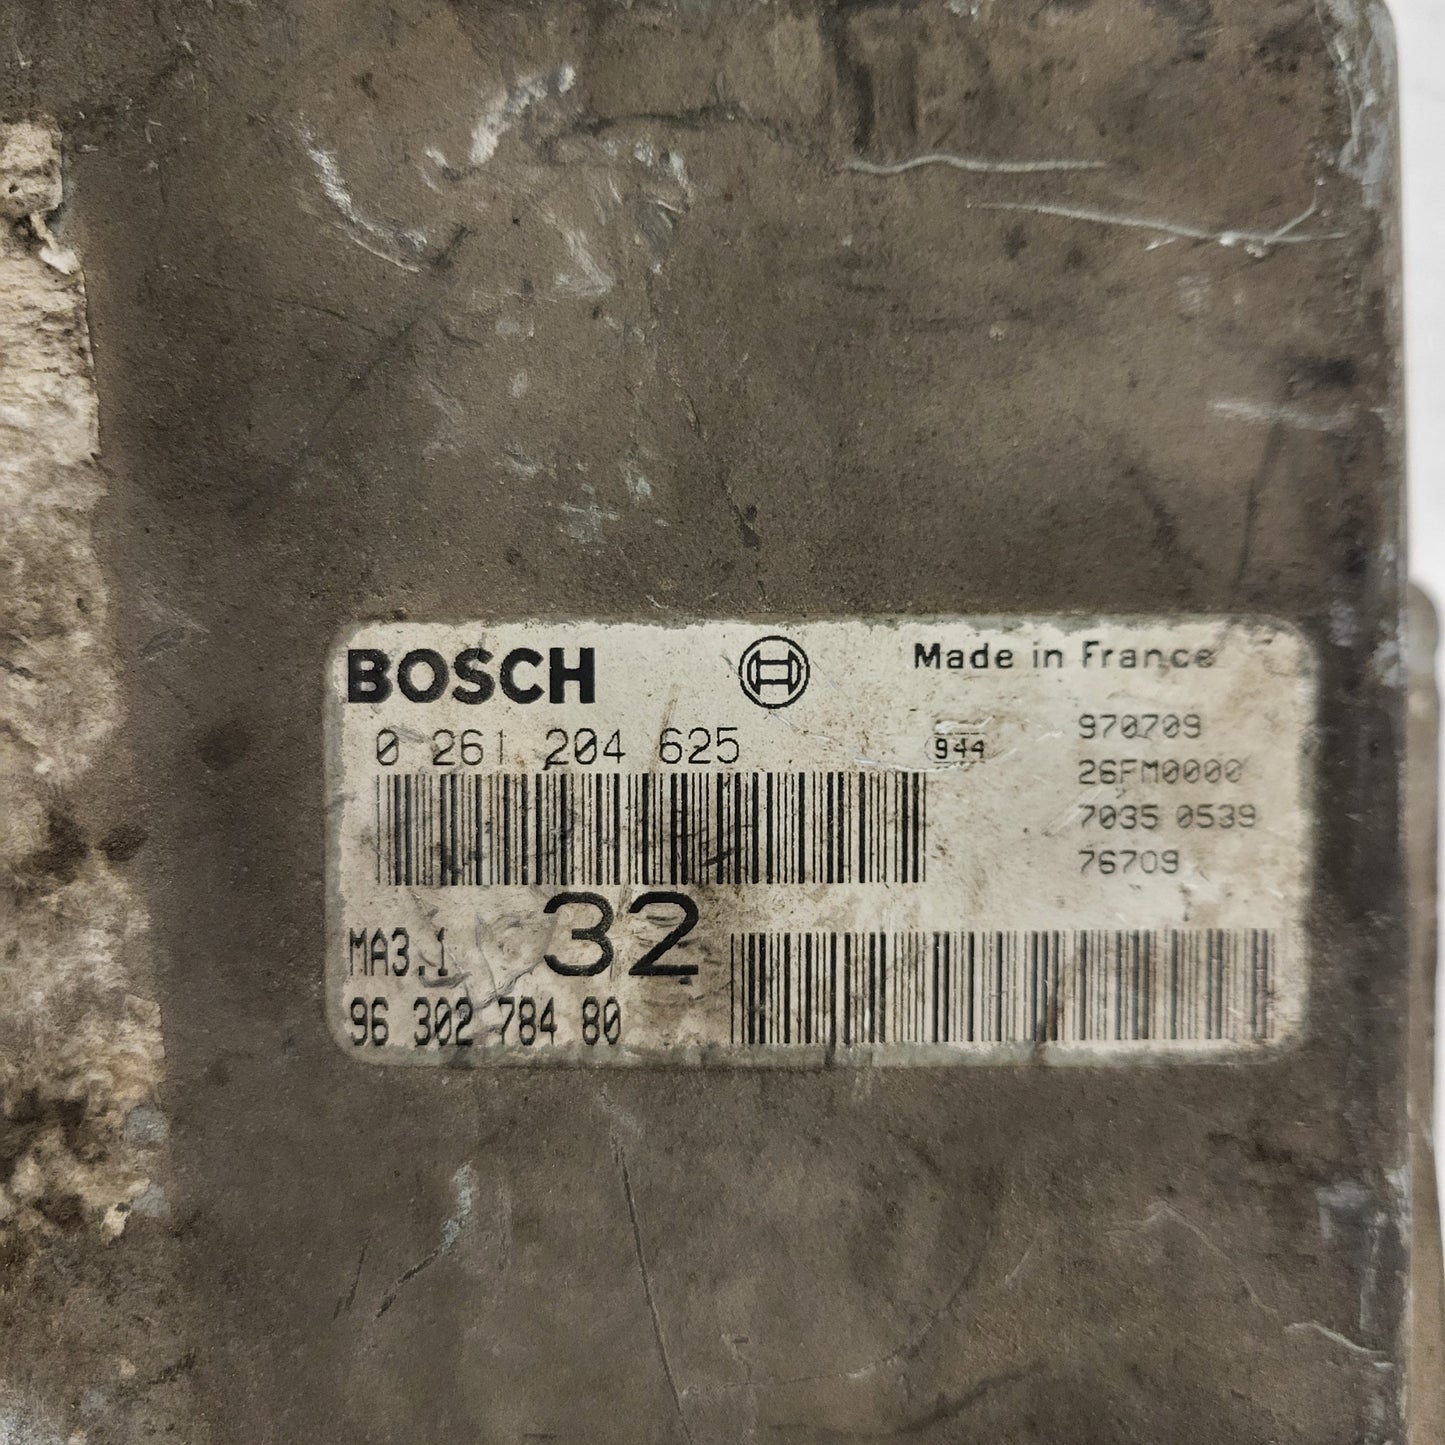 BOSCH
Made in France
0 261 204 625
944
970709
26FM0000
7035 0539
76709
32
MA3.1
96 302 784 80